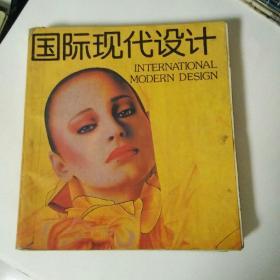 国际现代设计
INTERNATIONAL
MODERN DESIGN